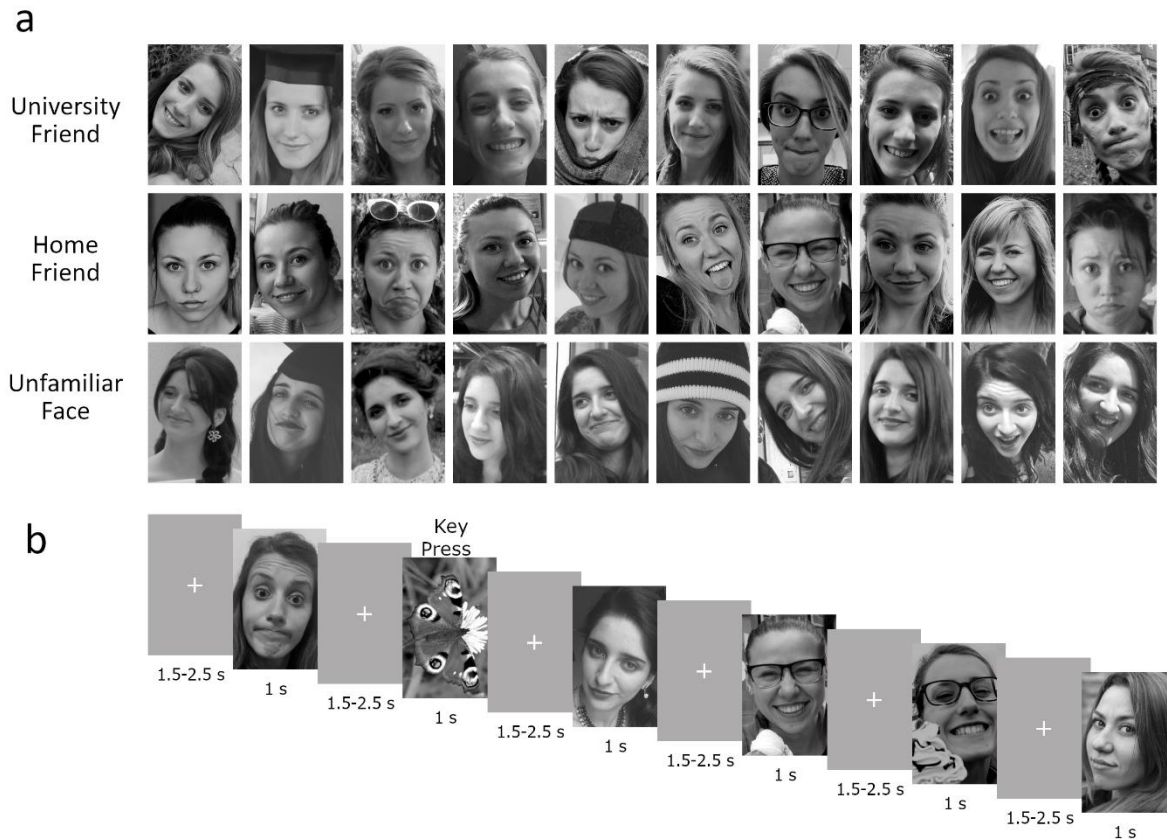 a
University
Friend
Home
Friend
Unfamiliar
Face
b
Key
Press
1.5-2.5 s
1 s
1.5-2.5 s
1 s
1.5-2.5 s
1 s
1.5-2.5 s
1 s
1.5-2.5 s
1 s
1.5-2.5 s
1 s